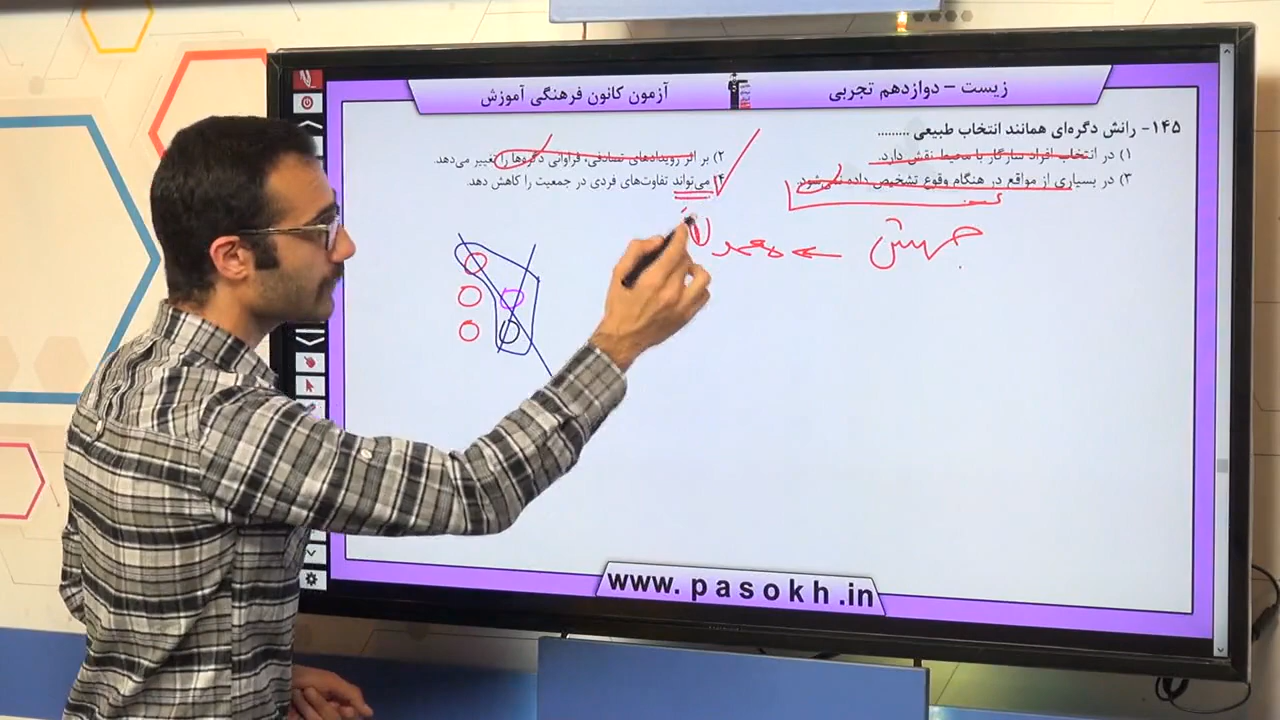 زیست – دوازدهم تجربی
آزمون کانون فرهنگی آموزش
۱۴۵- رانش دگره‌ای همانند انتخاب طبیعی .........
۱) در انتخاب افراد سازگار با محیط نقش دارد.
۲) بر اثر رویدادهای تصادفی، فراوانی دگره‌ها را تغییر می‌دهد.
۳) در بسیاری از مواقع در هنگام وقوع تشخیص داده نمی‌شود.
۴) می‌تواند تفاوت‌های فردی در جمعیت را کاهش دهد.
جهش
www.pasokh.in